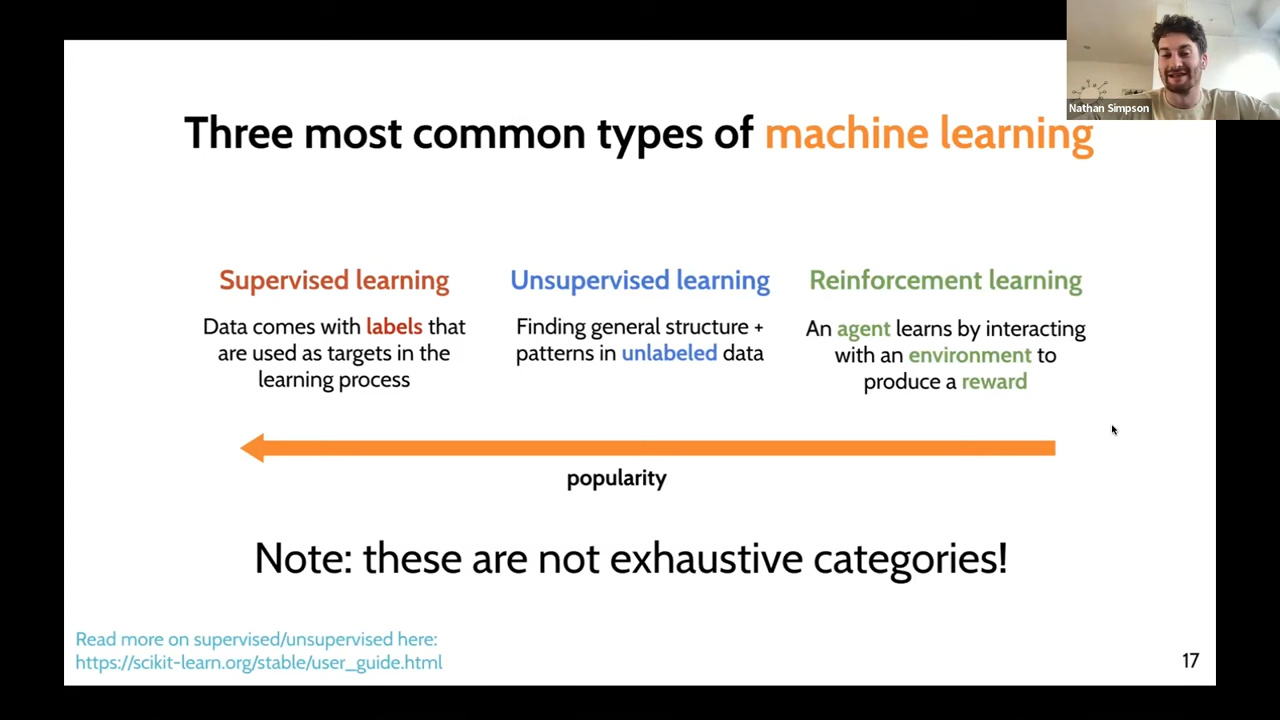 Nathan Simpson
Three most common types of machine learning
Supervised learning
Data comes with labels that
are used as targets in the
learning process
Unsupervised learning
Finding general structure +
patterns in unlabeled data
Reinforcement learning
An agent learns by interacting
with an environment to
produce a reward
popularity
Note: these are not exhaustive categories!
Read more on supervised/unsupervised here:
https://scikit-learn.org/stable/user_guide.html
17